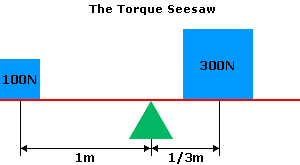 The Torque Seesaw
100N
300N
1m
1/3m